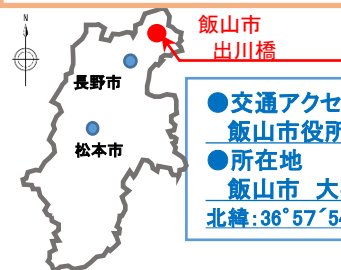 N
飯山市
出川橋
長野市
松本市
●交通アクセ
飯山市役所
●所在地
飯山市 大
北緯:36°57´54